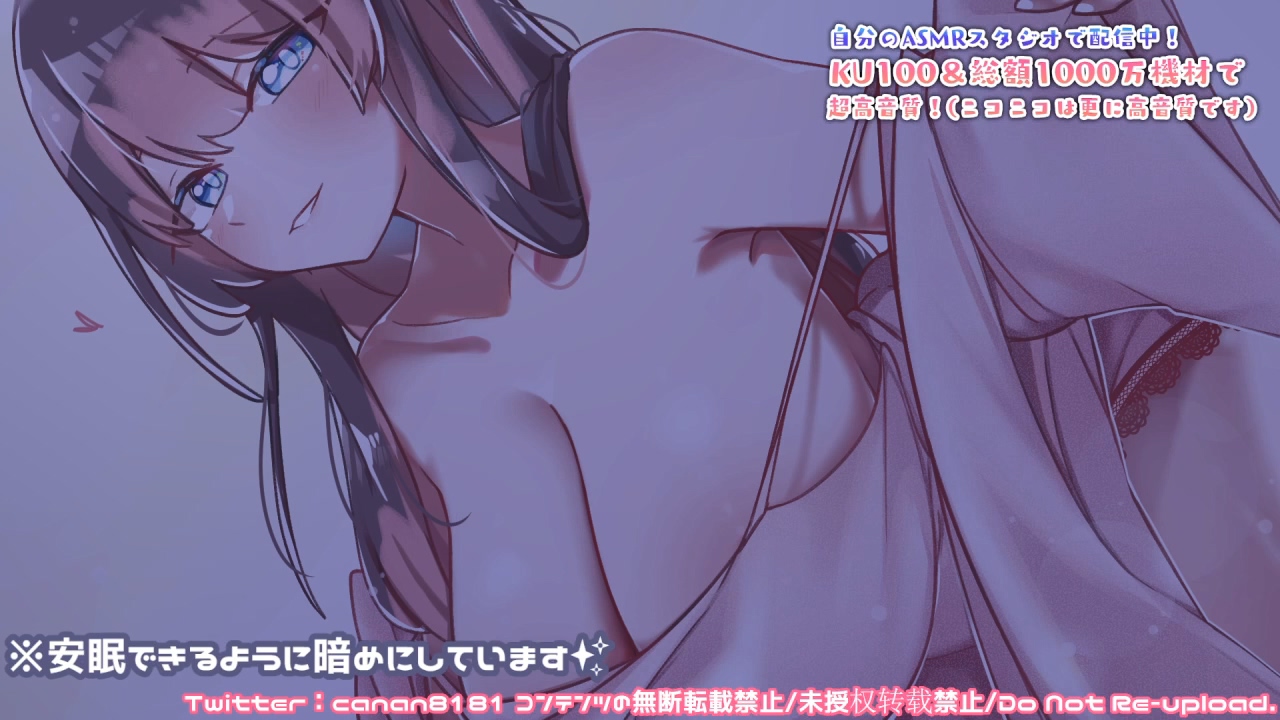 自分のASMRスタジオで配信中！
KU100＆総額1000万機材で
超高音質！(ニコニコは更に高音質です)
※安眠できるように暗めにしています
Twitter：canan8181 コンテンツの無断転載禁止/未授权转载禁止/Do Not Re-upload.